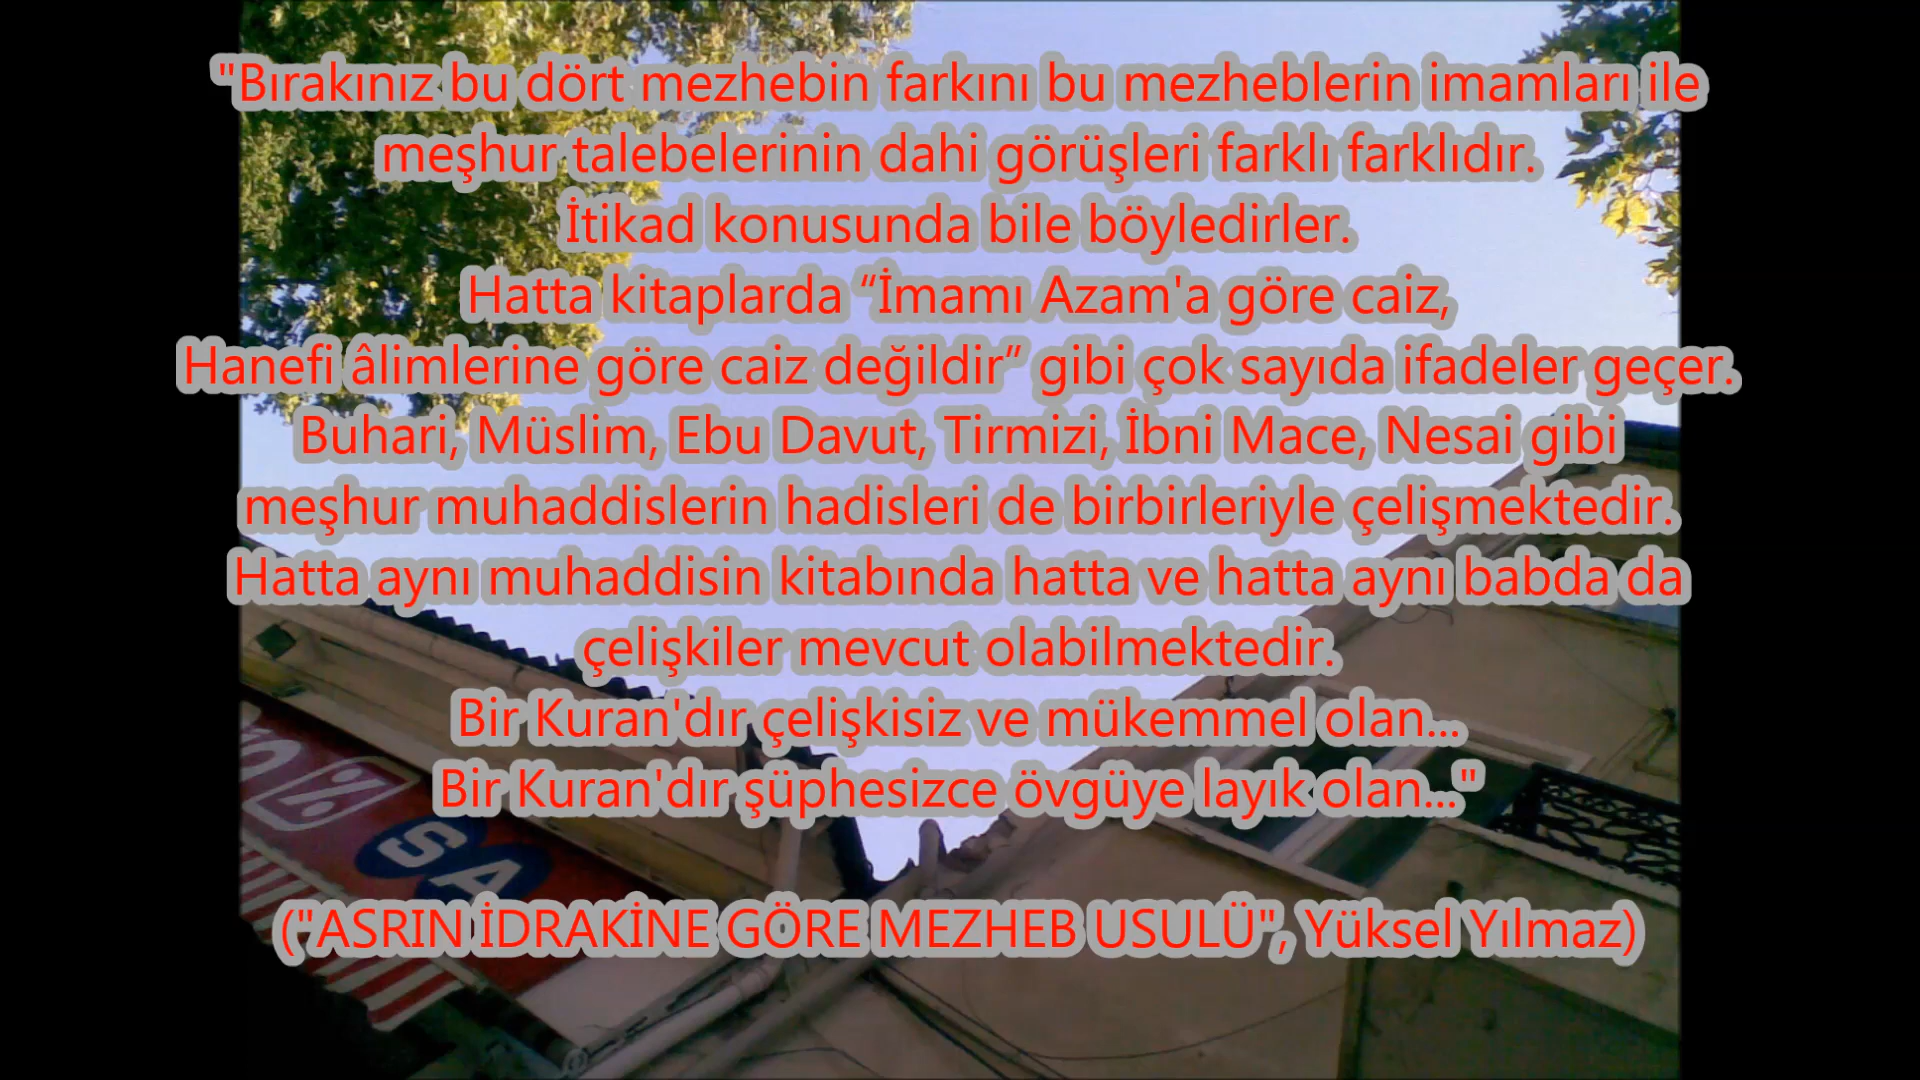 "Bırakınız bu dört mezhebin farkını bu mezheblerin imamları ile
meşhur talebelerinin dahi görüşleri farklı farklıdır.
İtikad konusunda bile böyledirler.
Hatta kitaplarda “İmamı Azam'a göre caiz,
Hanefi âlimlerine göre caiz değildir” gibi çok sayıda ifadeler geçer.
Buhari, Müslim, Ebu Davut, Tirmizi, İbni Mace, Nesai gibi
meşhur muhaddislerin hadisleri de birbirleriyle çelişmektedir.
Hatta aynı muhaddisin kitabında hatta ve hatta aynı babda da
çelişkiler mevcut olabilmektedir.
Bir Kuran'dır çelişkisiz ve mükemmel olan...
Bir Kuran'dır şüphesizce övgüye layık olan..."
("ASRIN İDRAKİNE GÖRE MEZHEB USULÜ", Yüksel Yılmaz)
SA